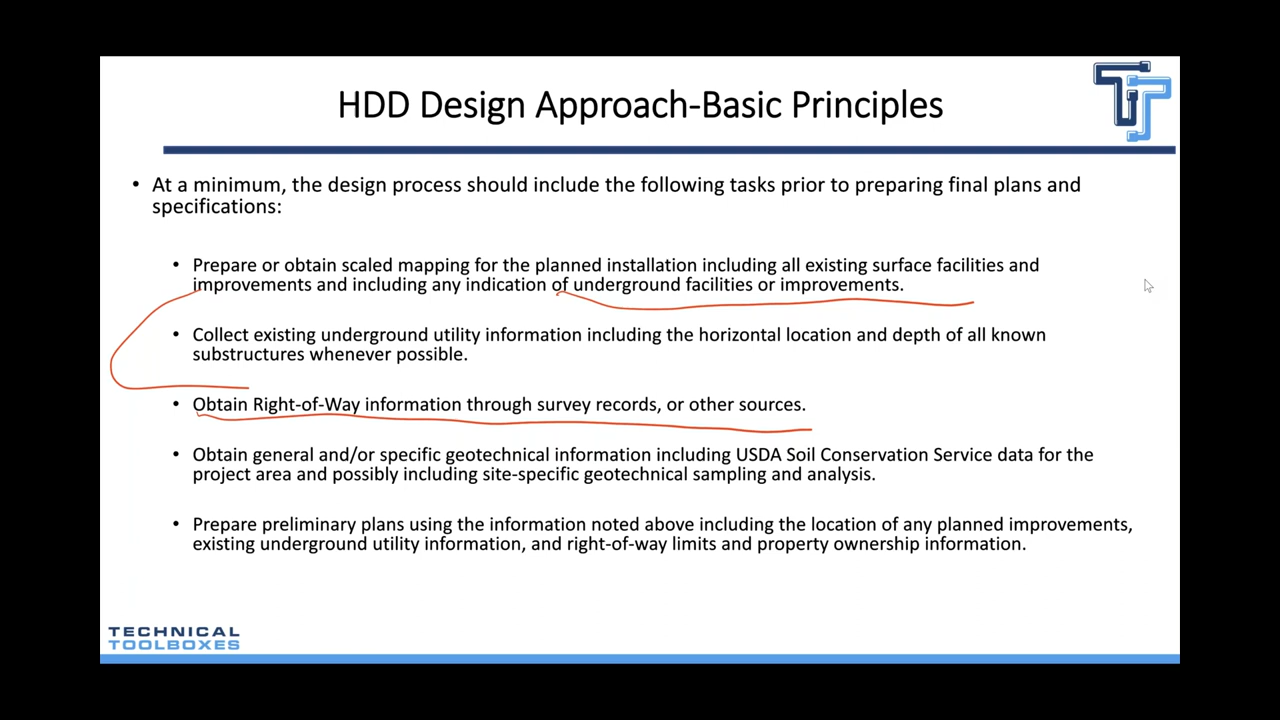 HDD Design Approach-Basic Principles
• At a minimum, the design process should include the following tasks prior to preparing final plans and
specifications:
• Prepare or obtain scaled mapping for the planned installation including all existing surface facilities and
improvements and including any indication of underground facilities or improvements.
• Collect existing underground utility information including the horizontal location and depth of all known
substructures whenever possible.
• Obtain Right-of-Way information through survey records, or other sources.
• Obtain general and/or specific geotechnical information including USDA Soil Conservation Service data for the
project area and possibly including site-specific geotechnical sampling and analysis.
• Prepare preliminary plans using the information noted above including the location of any planned improvements,
existing underground utility information, and right-of-way limits and property ownership information.
TECHNICAL
TOOLBOXES